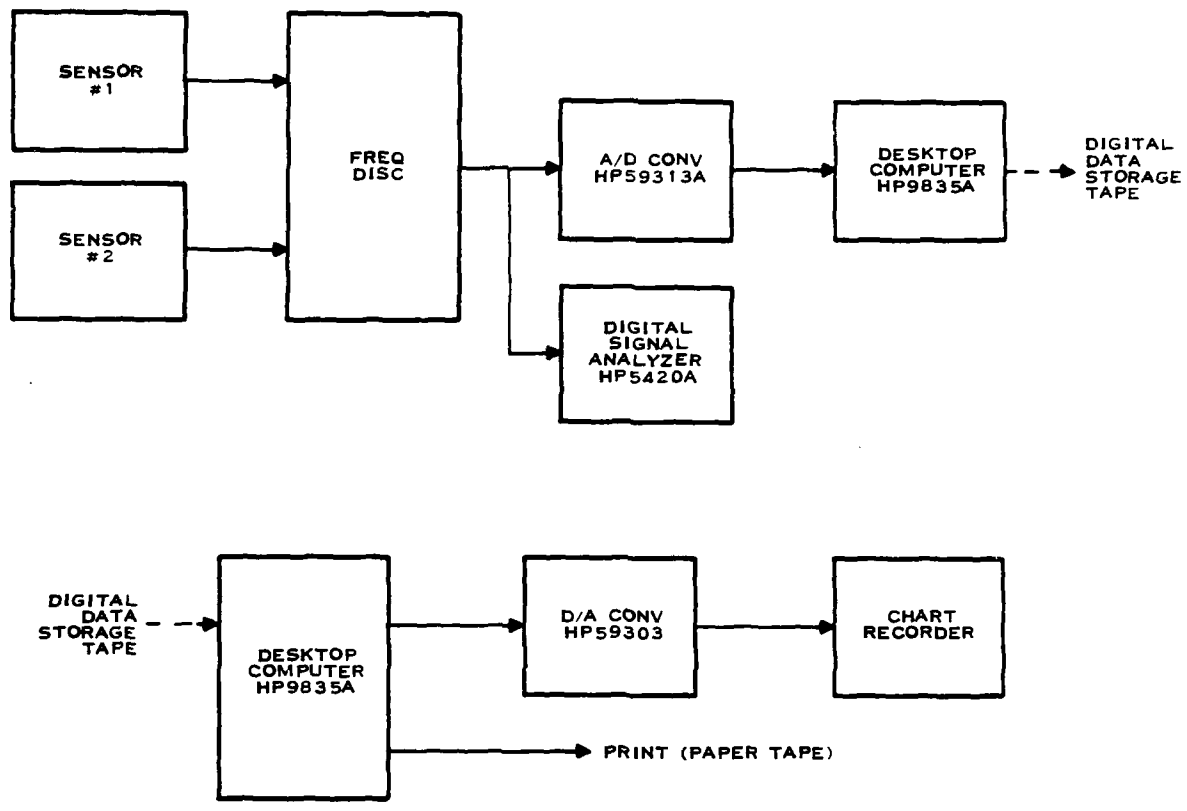 SENSOR
#1
SENSOR
#2
FREQ
DISC
A/D CONV
HP59313A
DESKTOP
COMPUTER
HP9835A
DIGITAL
DATA
STORAGE
TAPE
DIGITAL
SIGNAL
ANALYZER
HP5420A
DIGITAL
DATA
STORAGE
TAPE
DESKTOP
COMPUTER
HP9835A
D/A CONV
HP59303
CHART
RECORDER
PRINT (PAPER TAPE)